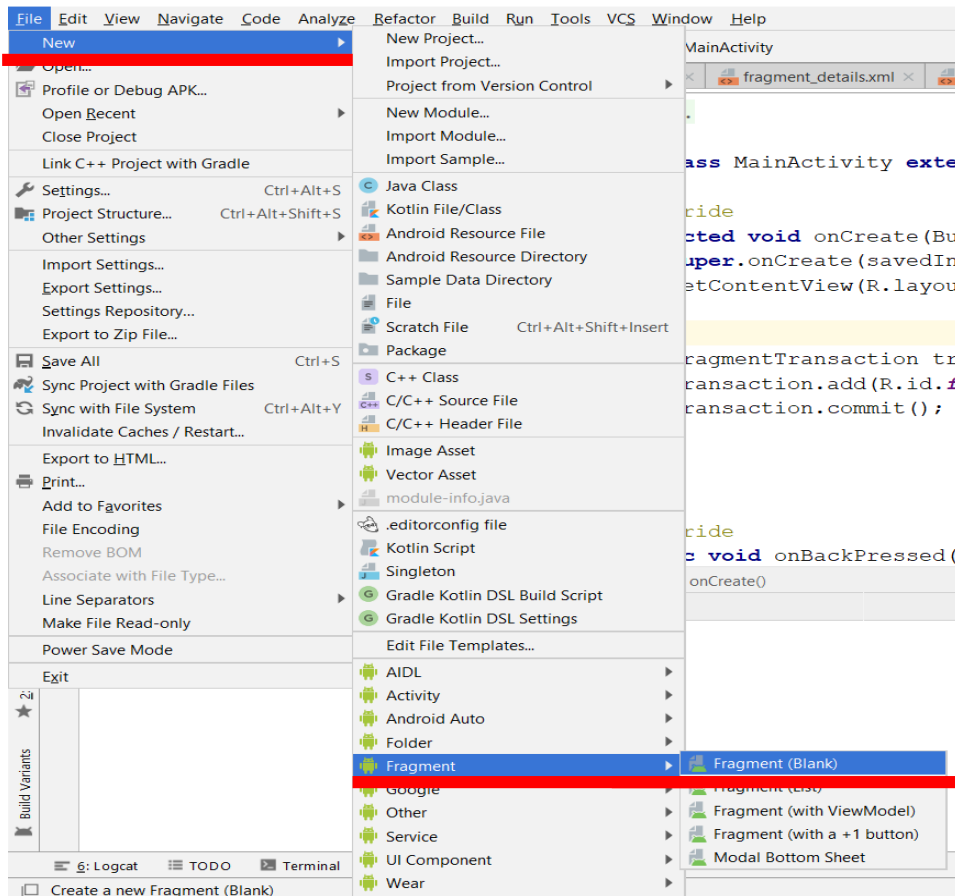 File Edit View Navigate Code Analyze Refactor Build Run Tools VCS Window Help
New
Open...
Profile or Debug APK...
Open Recent
Close Project
Link C++ Project with Gradle
Settings... Ctrl+Alt+S
Project Structure... Ctrl+Alt+Shift+S
Other Settings
Import Settings...
Export Settings...
Settings Repository...
Export to Zip File...
Save All Ctrl+S
Sync Project with Gradle Files
Sync with File System Ctrl+Alt+Y
Invalidate Caches / Restart...
Export to HTML...
Print...
Add to Favorites
File Encoding
Remove BOM
Associate with File Type...
Line Separators
Make File Read-only
Power Save Mode
Exit
New Project...
Import Project...
Project from Version Control
New Module...
Import Module...
Import Sample...
C Java Class
Kotlin File/Class
Android Resource File
Android Resource Directory
Sample Data Directory
File
Scratch File Ctrl+Alt+Shift+Insert
Package
S C++ Class
C++ C/C++ Source File
H C/C++ Header File
Image Asset
Vector Asset
module-info.java
.editorconfig file
Kotlin Script
J Singleton
G Gradle Kotlin DSL Build Script
G Gradle Kotlin DSL Settings
Edit File Templates...
AIDL
Activity
Android Auto
Folder
Fragment
Google
Other
Service
UI Component
Wear
Fragment (Blank)
Fragment (List)
Fragment (with ViewModel)
Fragment (with a +1 button)
Modal Bottom Sheet
MainActivity
fragment_details.xml
ass MainActivity exte
ride
cted void onCreate(Bu
uper.onCreate(savedIn
etContentView(R.layou
ragmentTransaction tr
ransaction.add(R.id.f
ransaction.commit();
ride
c void onBackPressed(
onCreate()
2:
Build Variants
6: Logcat TODO Terminal
Create a new Fragment (Blank)